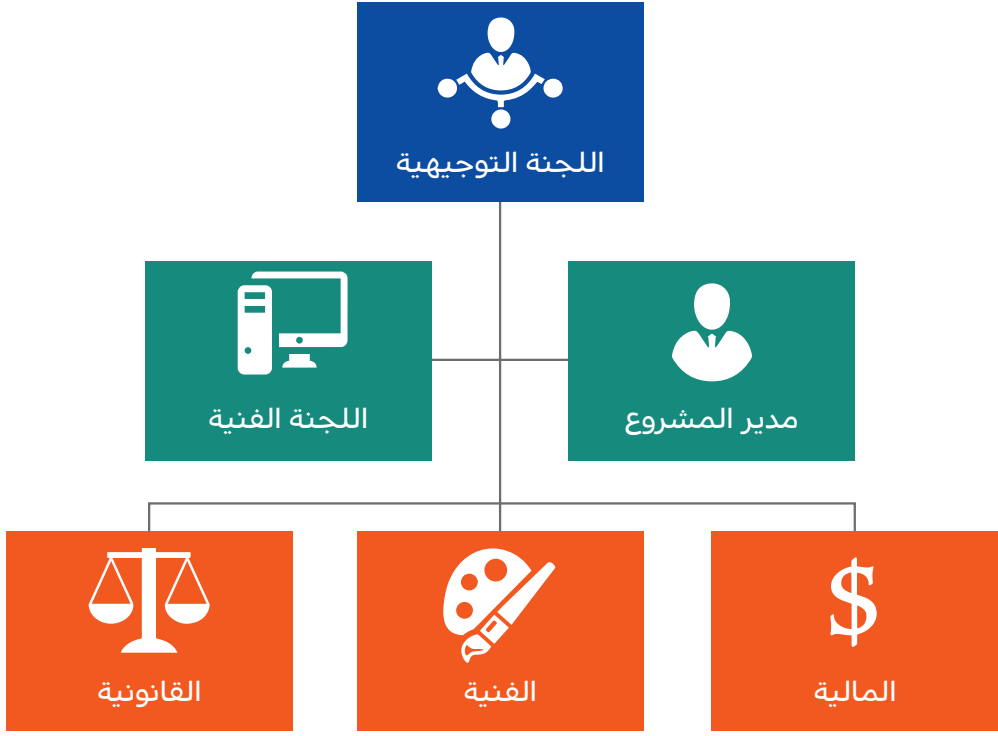 اللجنة التوجيهية
مدير المشروع
اللجنة الفنية
المالية
الفنية
القانونية